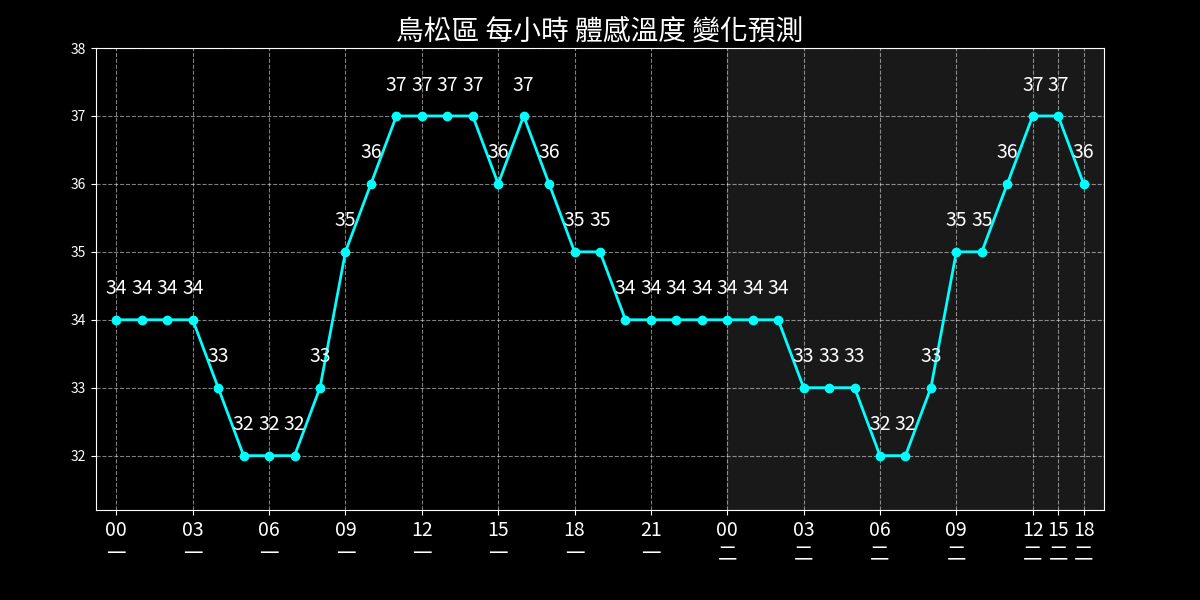 鳥松區 每小時 體感溫度 變化預測
38
37 37 37 37 37 37 37
37
36 36 36 36 36
36
35 35 35 35 35
35
34 34 34 34 34 34 34 34 34 34 34
34
33 33 33 33 33 33
33
32 32 32 32 32
32
00 03 06 09 12 15 18 21 00 03 06 09 12 15 18
一 一 一 一 一 一 一 一 二 二 二 二 二 二 二